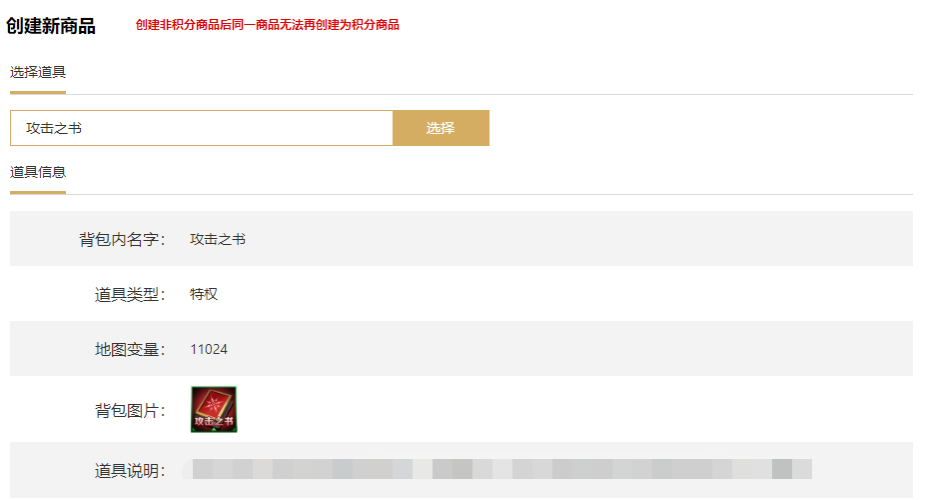 创建新商品 创建非积分商品后同一商品无法再创建为积分商品
选择道具
攻击之书 选择
道具信息
背包内名字： 攻击之书
道具类型： 特权
地图变量： 11024
背包图片： 攻击之书
道具说明：